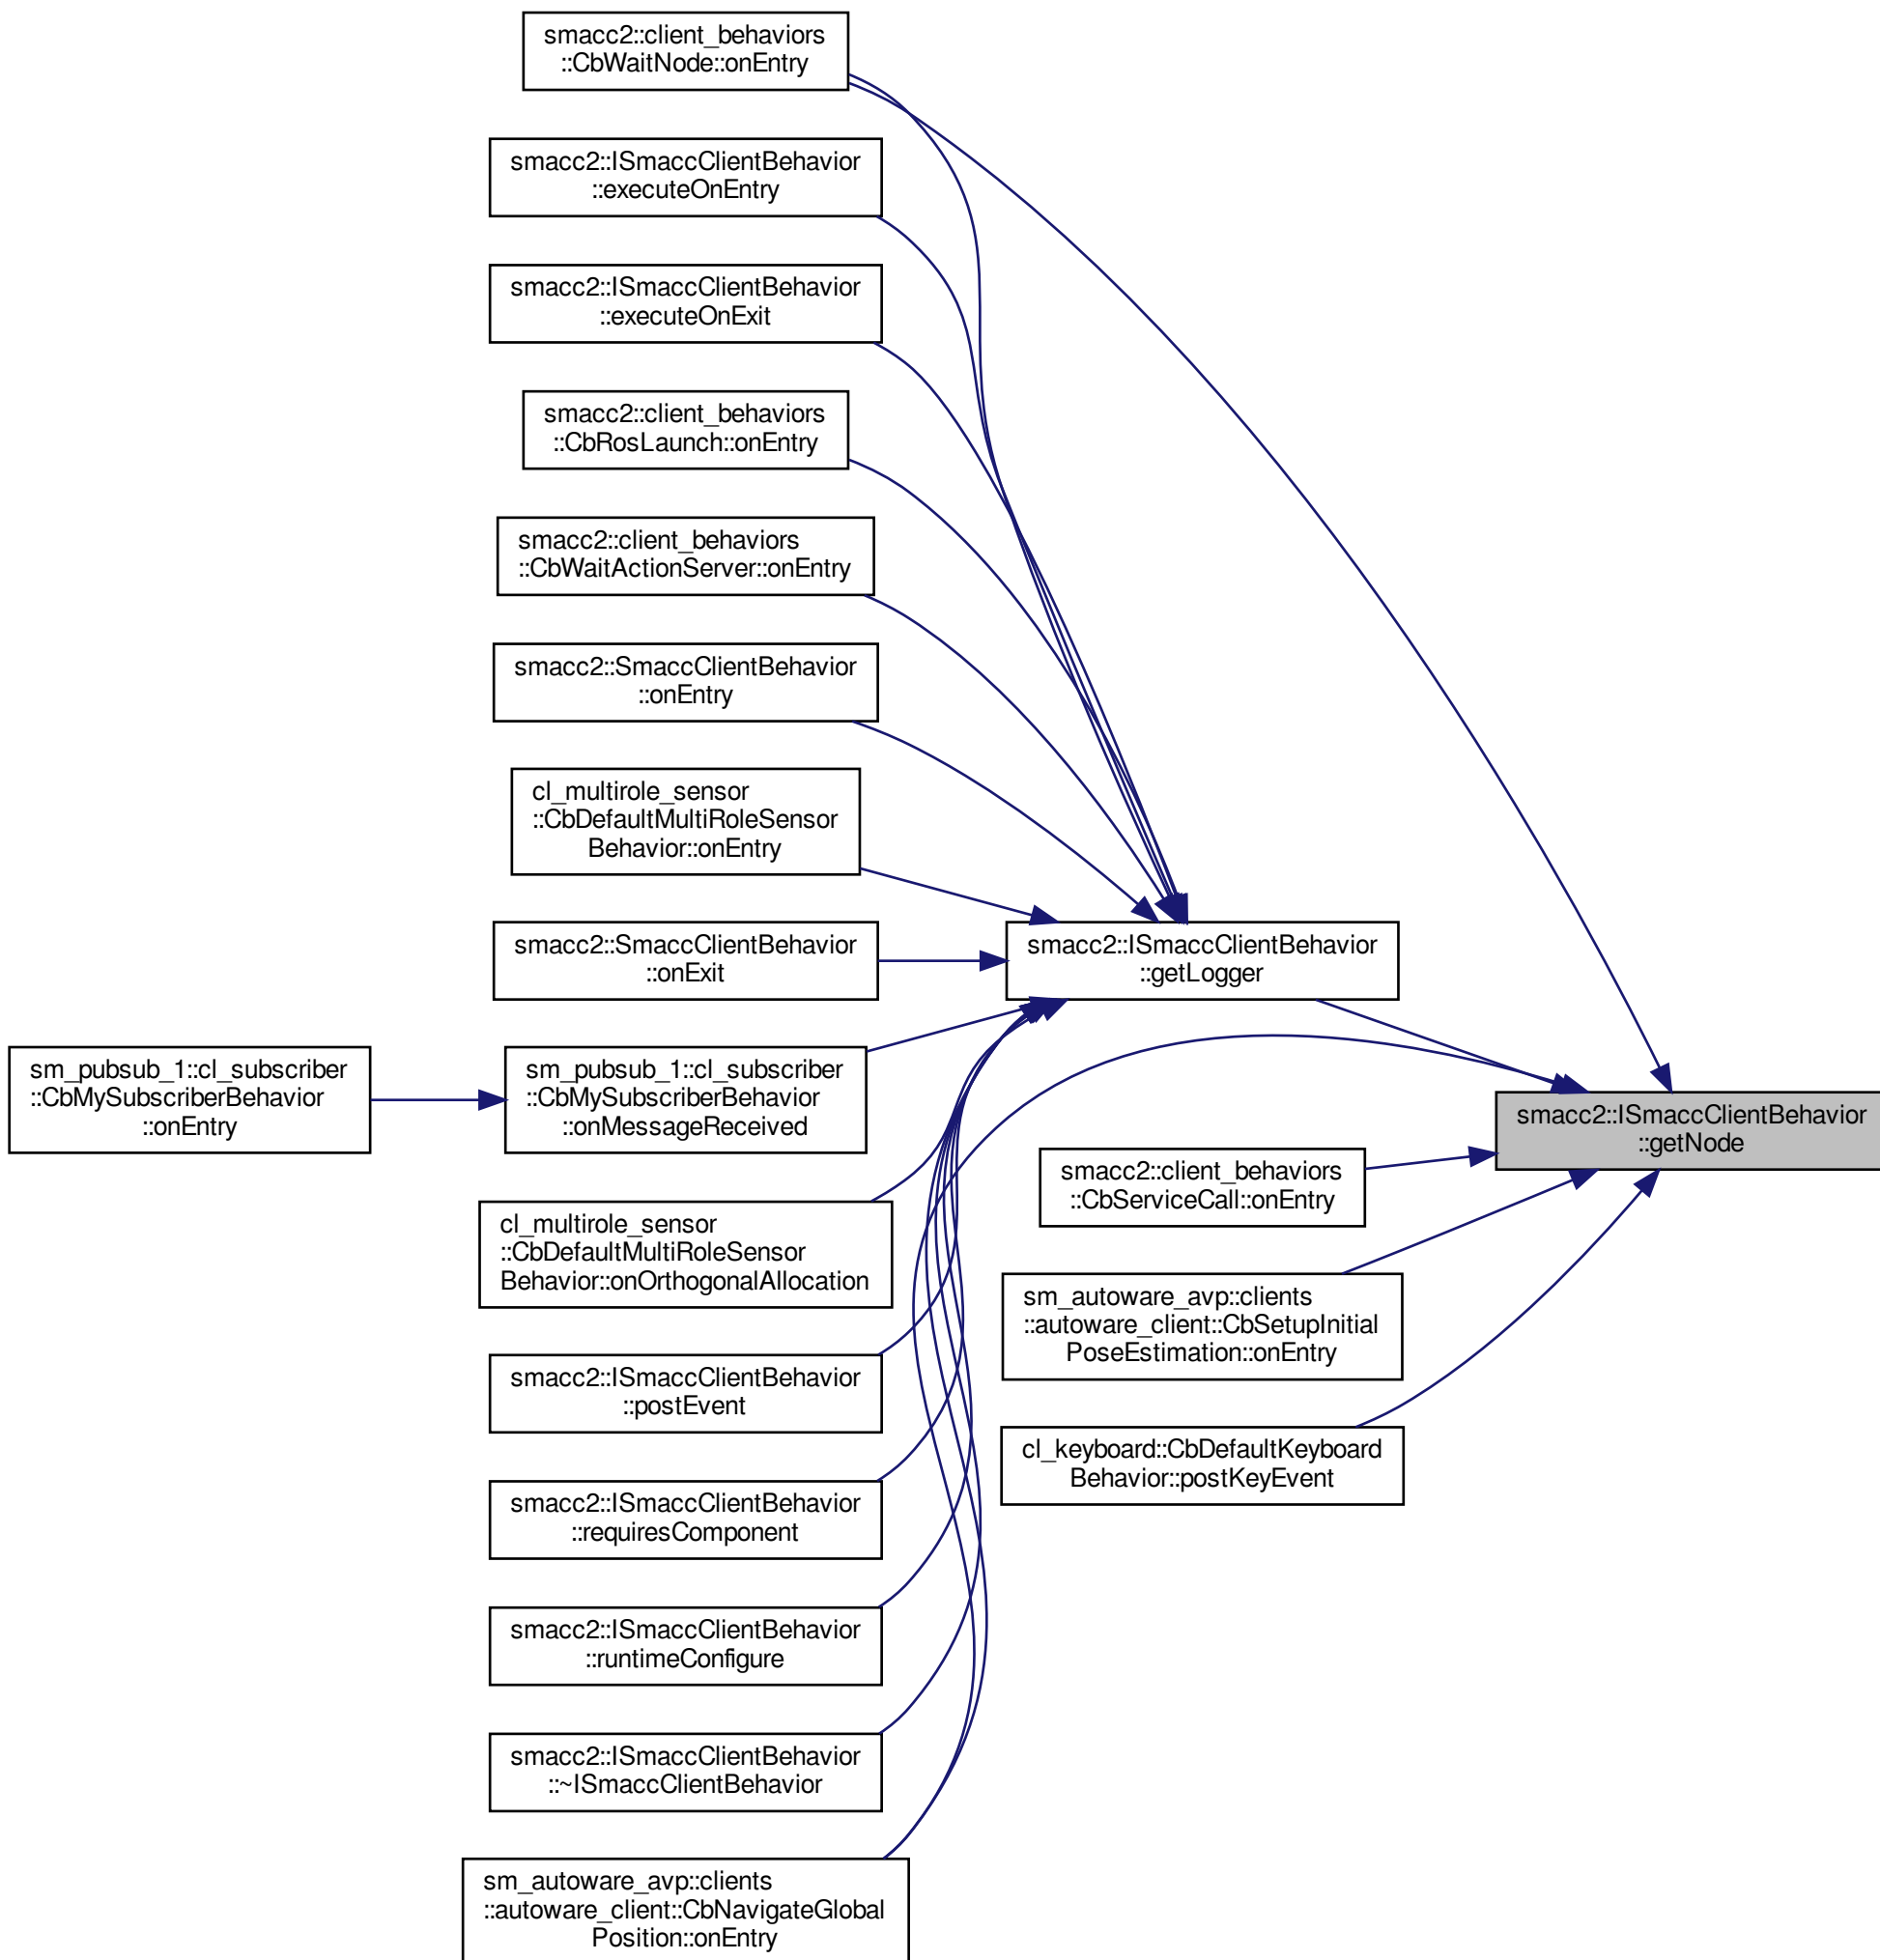 smacc2::client_behaviors
::CbWaitNode::onEntry
smacc2::ISmaccClientBehavior
::executeOnEntry
smacc2::ISmaccClientBehavior
::executeOnExit
smacc2::client_behaviors
::CbRosLaunch::onEntry
smacc2::client_behaviors
::CbWaitActionServer::onEntry
smacc2::SmaccClientBehavior
::onEntry
cl_multirole_sensor
::CbDefaultMultiRoleSensor
Behavior::onEntry
smacc2::SmaccClientBehavior
::onExit
smacc2::ISmaccClientBehavior
::getLogger
sm_pubsub_1::cl_subscriber
::CbMySubscriberBehavior
::onEntry
sm_pubsub_1::cl_subscriber
::CbMySubscriberBehavior
::onMessageReceived
smacc2::ISmaccClientBehavior
::getNode
smacc2::client_behaviors
::CbServiceCall::onEntry
cl_multirole_sensor
::CbDefaultMultiRoleSensor
Behavior::onOrthogonalAllocation
sm_autoware_avp::clients
::autoware_client::CbSetupInitial
PoseEstimation::onEntry
smacc2::ISmaccClientBehavior
::postEvent
cl_keyboard::CbDefaultKeyboard
Behavior::postKeyEvent
smacc2::ISmaccClientBehavior
::requiresComponent
smacc2::ISmaccClientBehavior
::runtimeConfigure
smacc2::ISmaccClientBehavior
::~ISmaccClientBehavior
sm_autoware_avp::clients
::autoware_client::CbNavigateGlobal
Position::onEntry